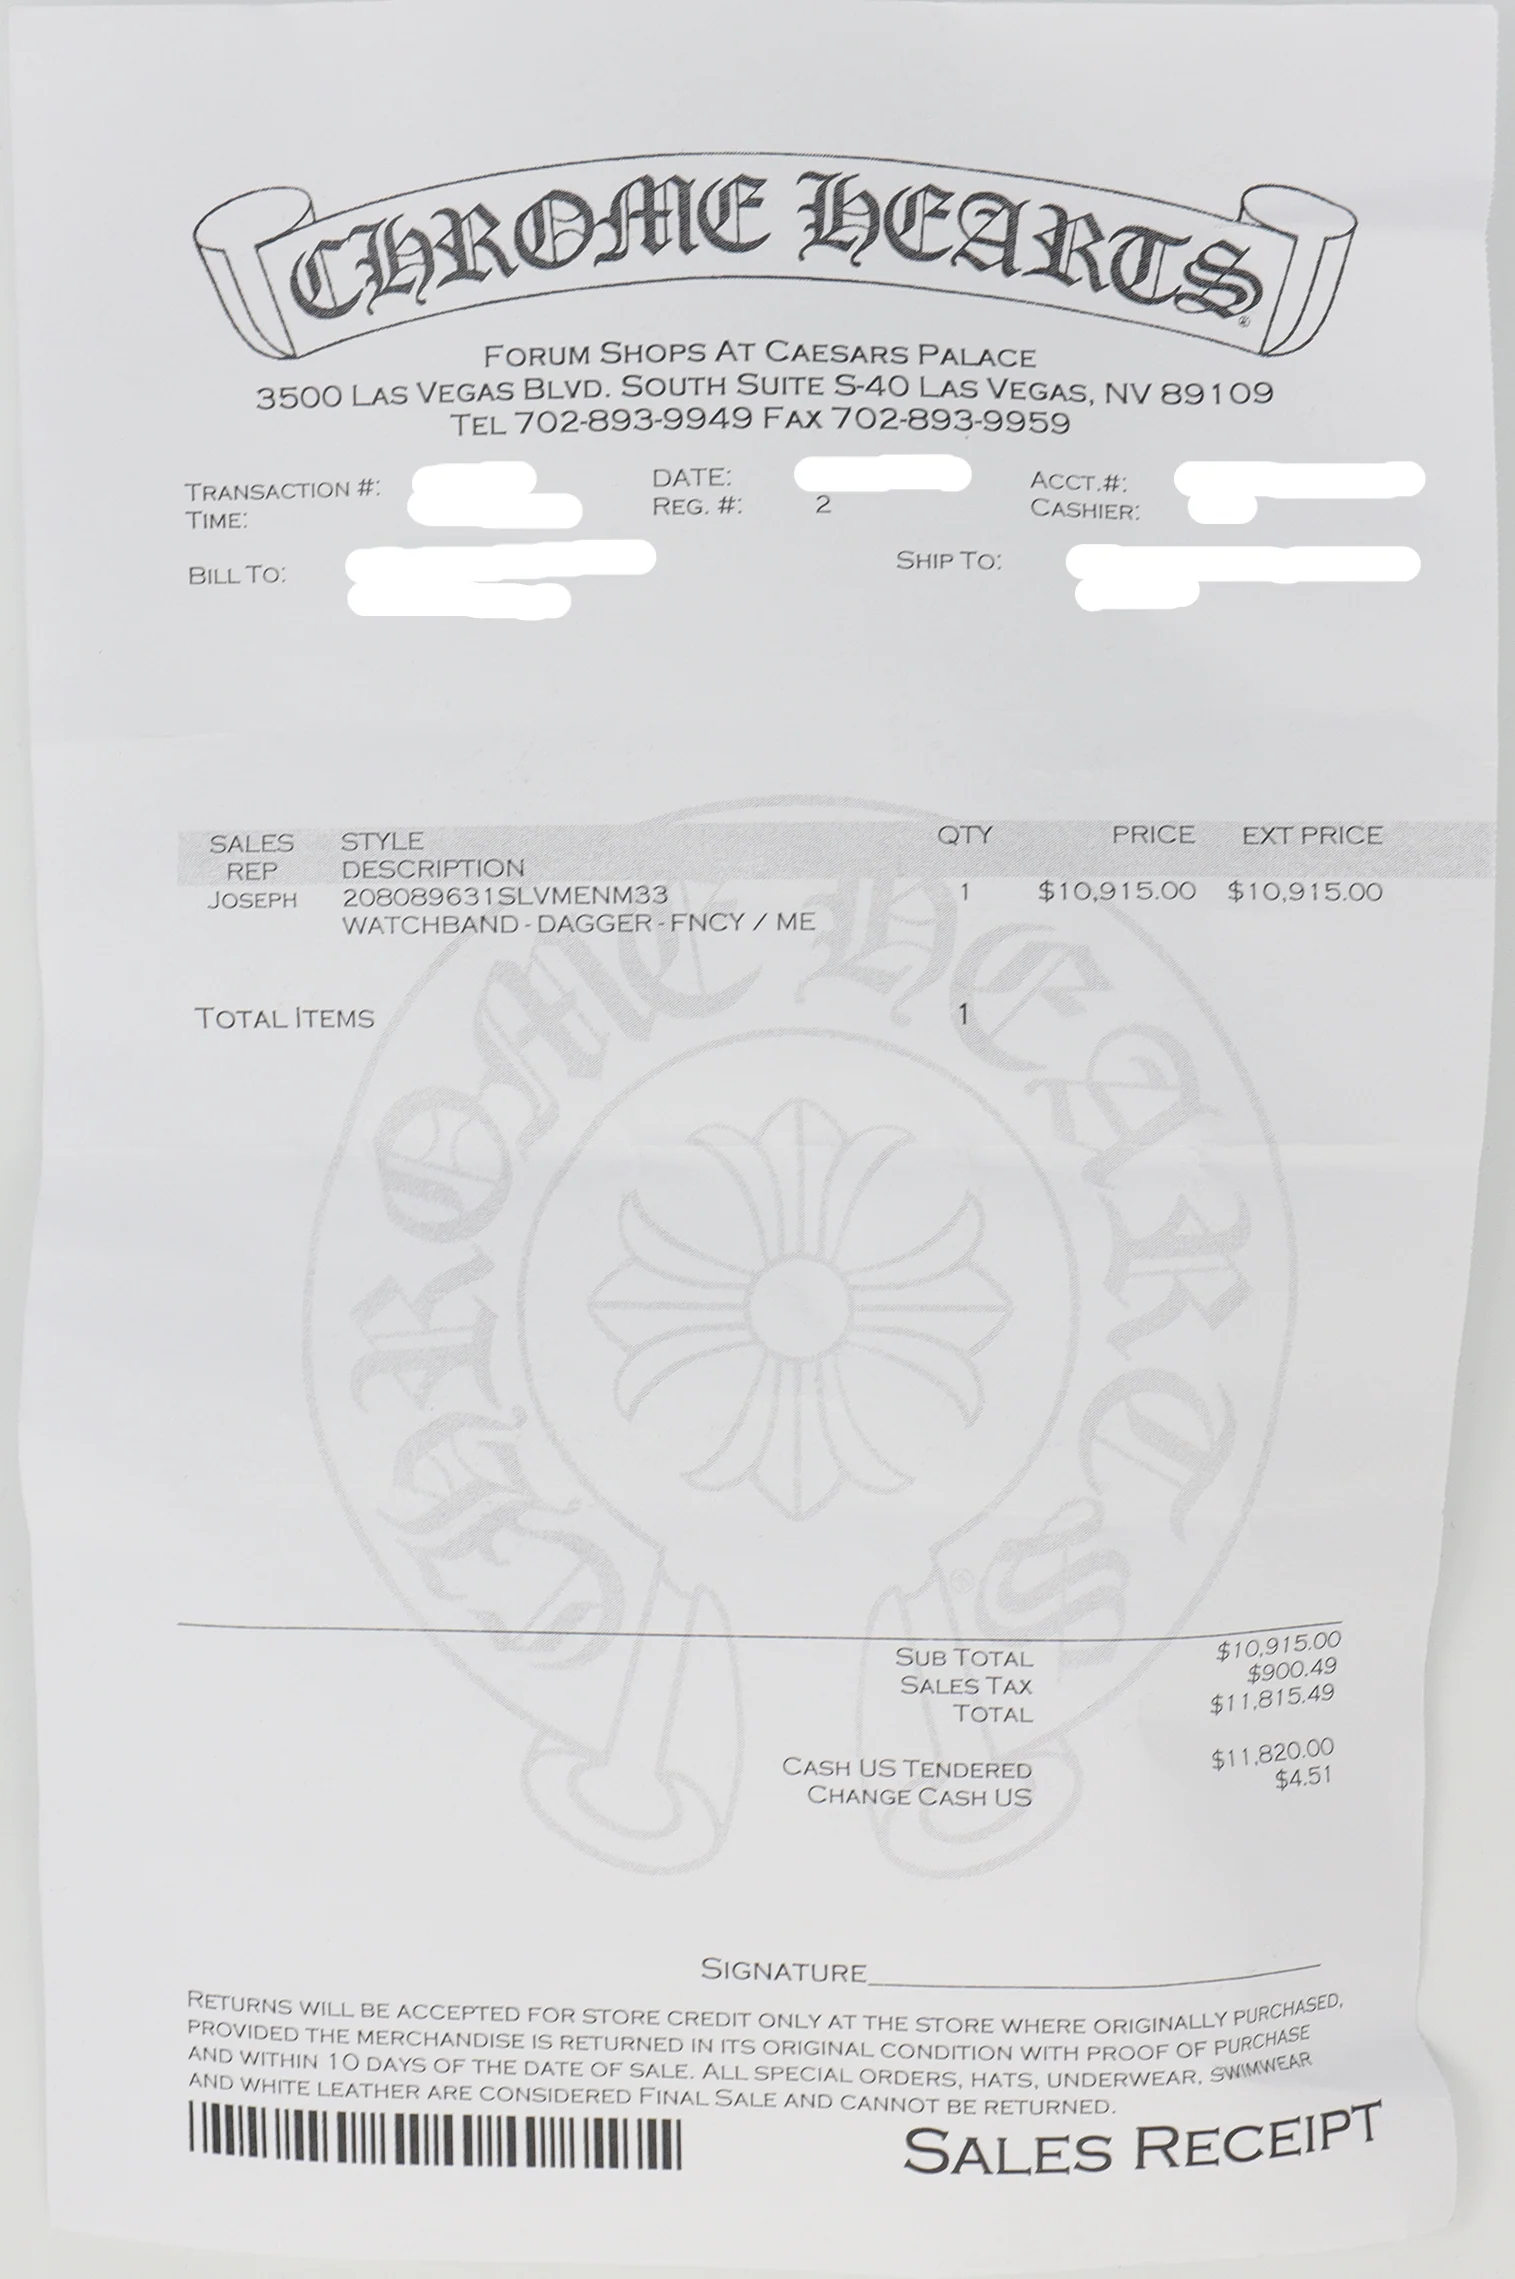 CHROME HEARTS®
FORUM SHOPS AT CAESARS PALACE
3500 LAS VEGAS BLVD. SOUTH SUITE S-40 LAS VEGAS, NV 89109
TEL 702-893-9949 FAX 702-893-9959
TRANSACTION #: DATE: ACCT.#:
TIME: REG. #: 2 CASHIER:
BILL TO: SHIP TO:
SALES STYLE QTY PRICE EXT PRICE
REP DESCRIPTION
JOSEPH 208089631SLVMENM33 1 $10,915.00 $10,915.00
WATCHBAND - DAGGER - FNCY / ME
TOTAL ITEMS 1
CHROME HEARTS®
SUB TOTAL $10,915.00
SALES TAX $900.49
TOTAL $11,815.49
CASH US TENDERED $11,820.00
CHANGE CASH US $4.51
SIGNATURE
RETURNS WILL BE ACCEPTED FOR STORE CREDIT ONLY AT THE STORE WHERE ORIGINALLY PURCHASED,
PROVIDED THE MERCHANDISE IS RETURNED IN ITS ORIGINAL CONDITION WITH PROOF OF PURCHASE
AND WITHIN 10 DAYS OF THE DATE OF SALE. ALL SPECIAL ORDERS, HATS, UNDERWEAR, SWIMWEAR
AND WHITE LEATHER ARE CONSIDERED FINAL SALE AND CANNOT BE RETURNED.
SALES RECEIPT